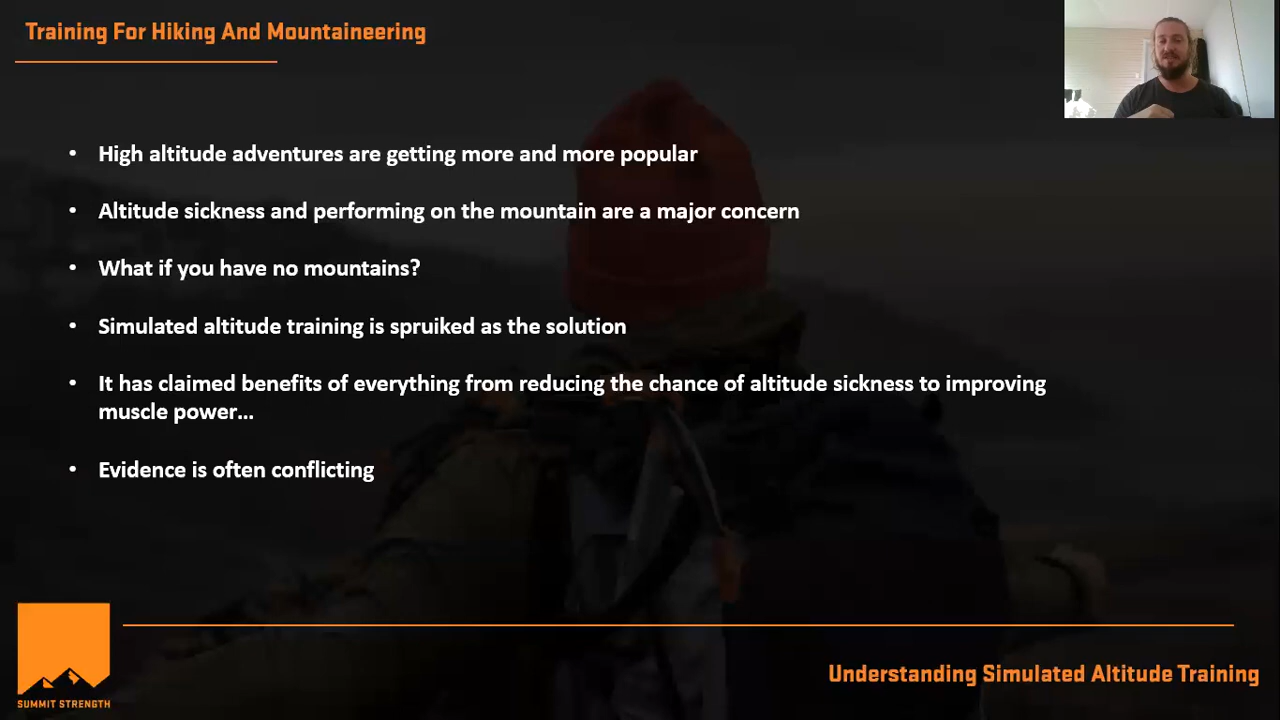 Training For Hiking And Mountaineering
• High altitude adventures are getting more and more popular
• Altitude sickness and performing on the mountain are a major concern
• What if you have no mountains?
• Simulated altitude training is spruiked as the solution
• It has claimed benefits of everything from reducing the chance of altitude sickness to improving
muscle power...
• Evidence is often conflicting
SUMMIT STRENGTH
Understanding Simulated Altitude Training